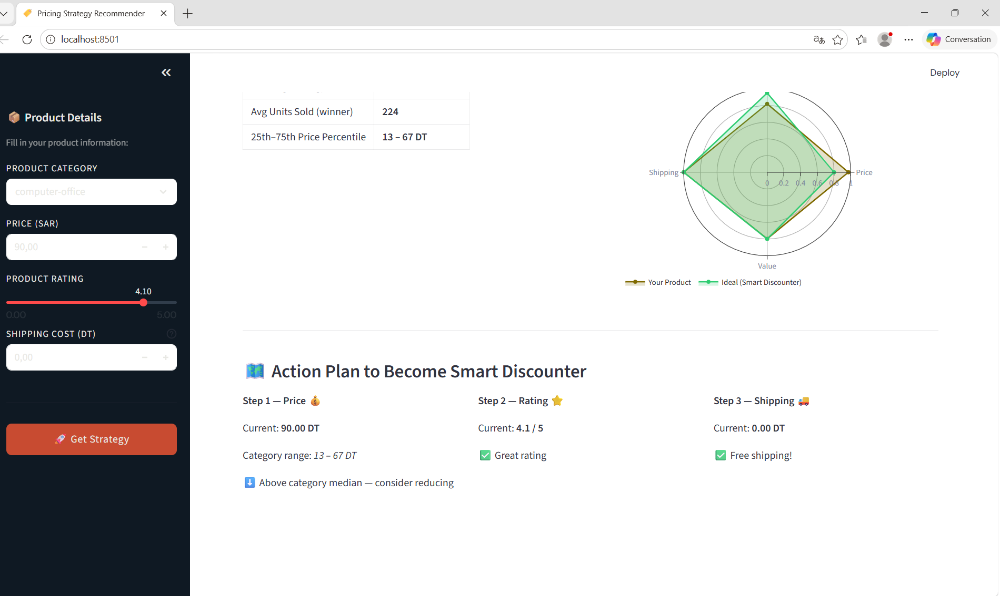 Pricing Strategy Recommender
localhost:8501
Conversation
Deploy
Product Details
Fill in your product information:
PRODUCT CATEGORY
computer-office
PRICE (SAR)
90,00
PRODUCT RATING
4.10
0.00 5.00
SHIPPING COST (DT)
0,00
Get Strategy
Avg Units Sold (winner) 224
25th–75th Price Percentile 13 – 67 DT
Shipping
Price
0 0.2 0.4 0.6 0.8 1
Value
Your Product Ideal (Smart Discounter)
Action Plan to Become Smart Discounter
Step 1 — Price
Current: 90.00 DT
Category range: 13 – 67 DT
Above category median — consider reducing
Step 2 — Rating
Current: 4.1 / 5
Great rating
Step 3 — Shipping
Current: 0.00 DT
Free shipping!